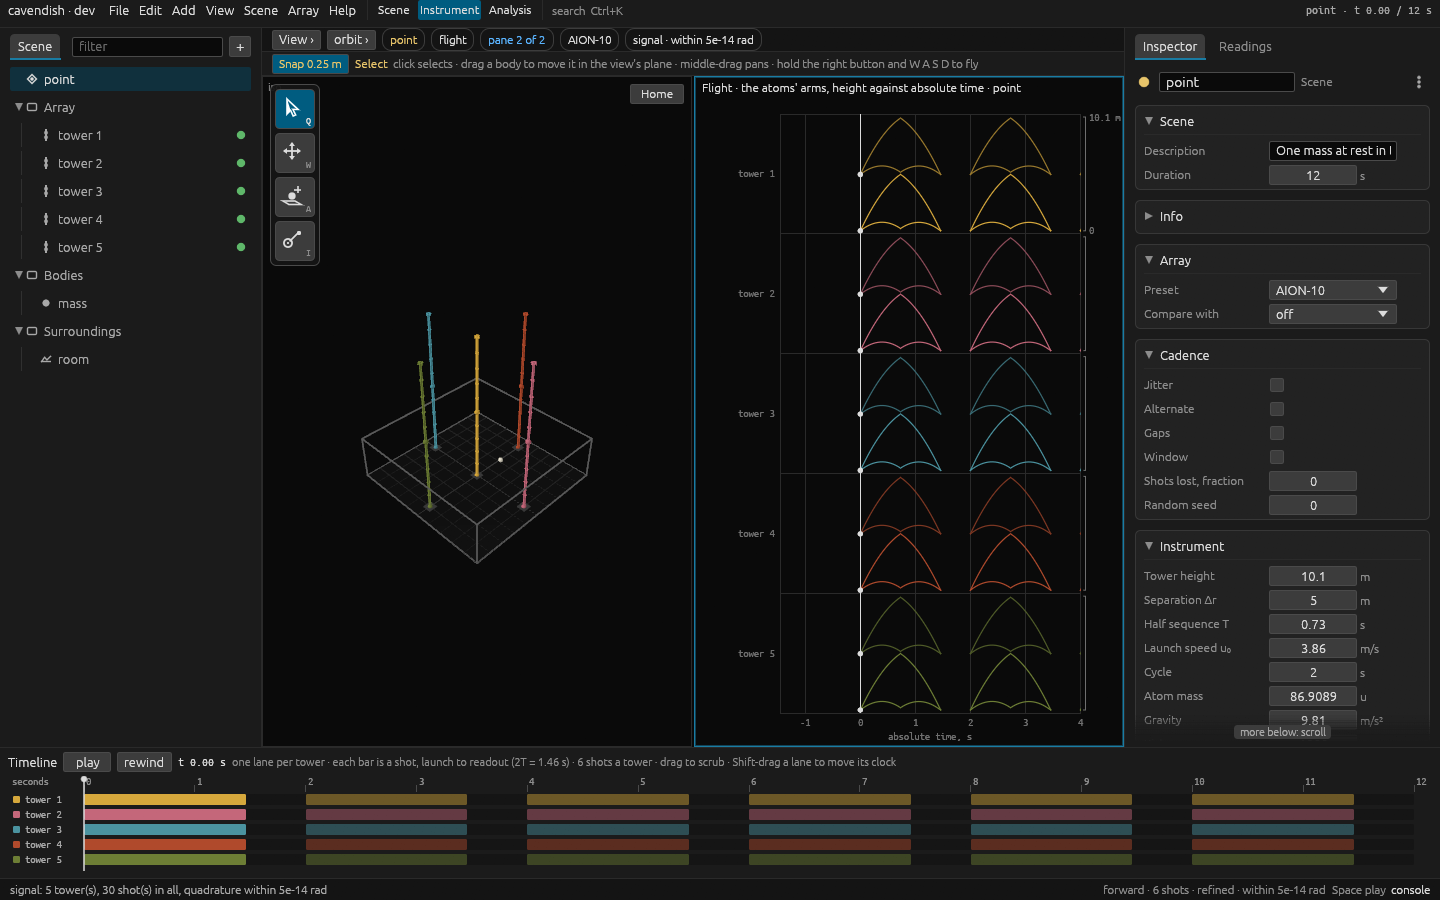 cavendish · dev File Edit Add View Scene Array Help Scene Instrument Analysis search Ctrl+K point · t 0.00 / 12 s
Scene filter +
point
Array
tower 1
tower 2
tower 3
tower 4
tower 5
Bodies
mass
Surroundings
room
View › orbit › point flight pane 2 of 2 AION-10 signal · within 5e-14 rad
Snap 0.25 m Select click selects · drag a body to move it in the view's plane · middle-drag pans · hold the right button and W A S D to fly
Home
Q
W
A
I
Flight · the atoms' arms, height against absolute time · point
10.1 m
tower 1
0
tower 2
tower 3
tower 4
tower 5
-1 0 1 2 3 4
absolute time, s
Inspector Readings
point Scene
Scene
Description One mass at rest in
Duration 12 s
Info
Array
Preset AION-10
Compare with off
Cadence
Jitter
Alternate
Gaps
Window
Shots lost, fraction 0
Random seed 0
Instrument
Tower height 10.1 m
Separation Δr 5 m
Half sequence T 0.73 s
Launch speed u₀ 3.86 m/s
Cycle 2 s
Atom mass 86.9089 u
Gravity 9.81 m/s²
more below: scroll
Timeline play rewind t 0.00 s one lane per tower · each bar is a shot, launch to readout (2T = 1.46 s) · 6 shots a tower · drag to scrub · Shift-drag a lane to move its clock
seconds 0 1 2 3 4 5 6 7 8 9 10 11 12
tower 1
tower 2
tower 3
tower 4
tower 5
signal: 5 tower(s), 30 shot(s) in all, quadrature within 5e-14 rad forward · 6 shots · refined · within 5e-14 rad Space play console